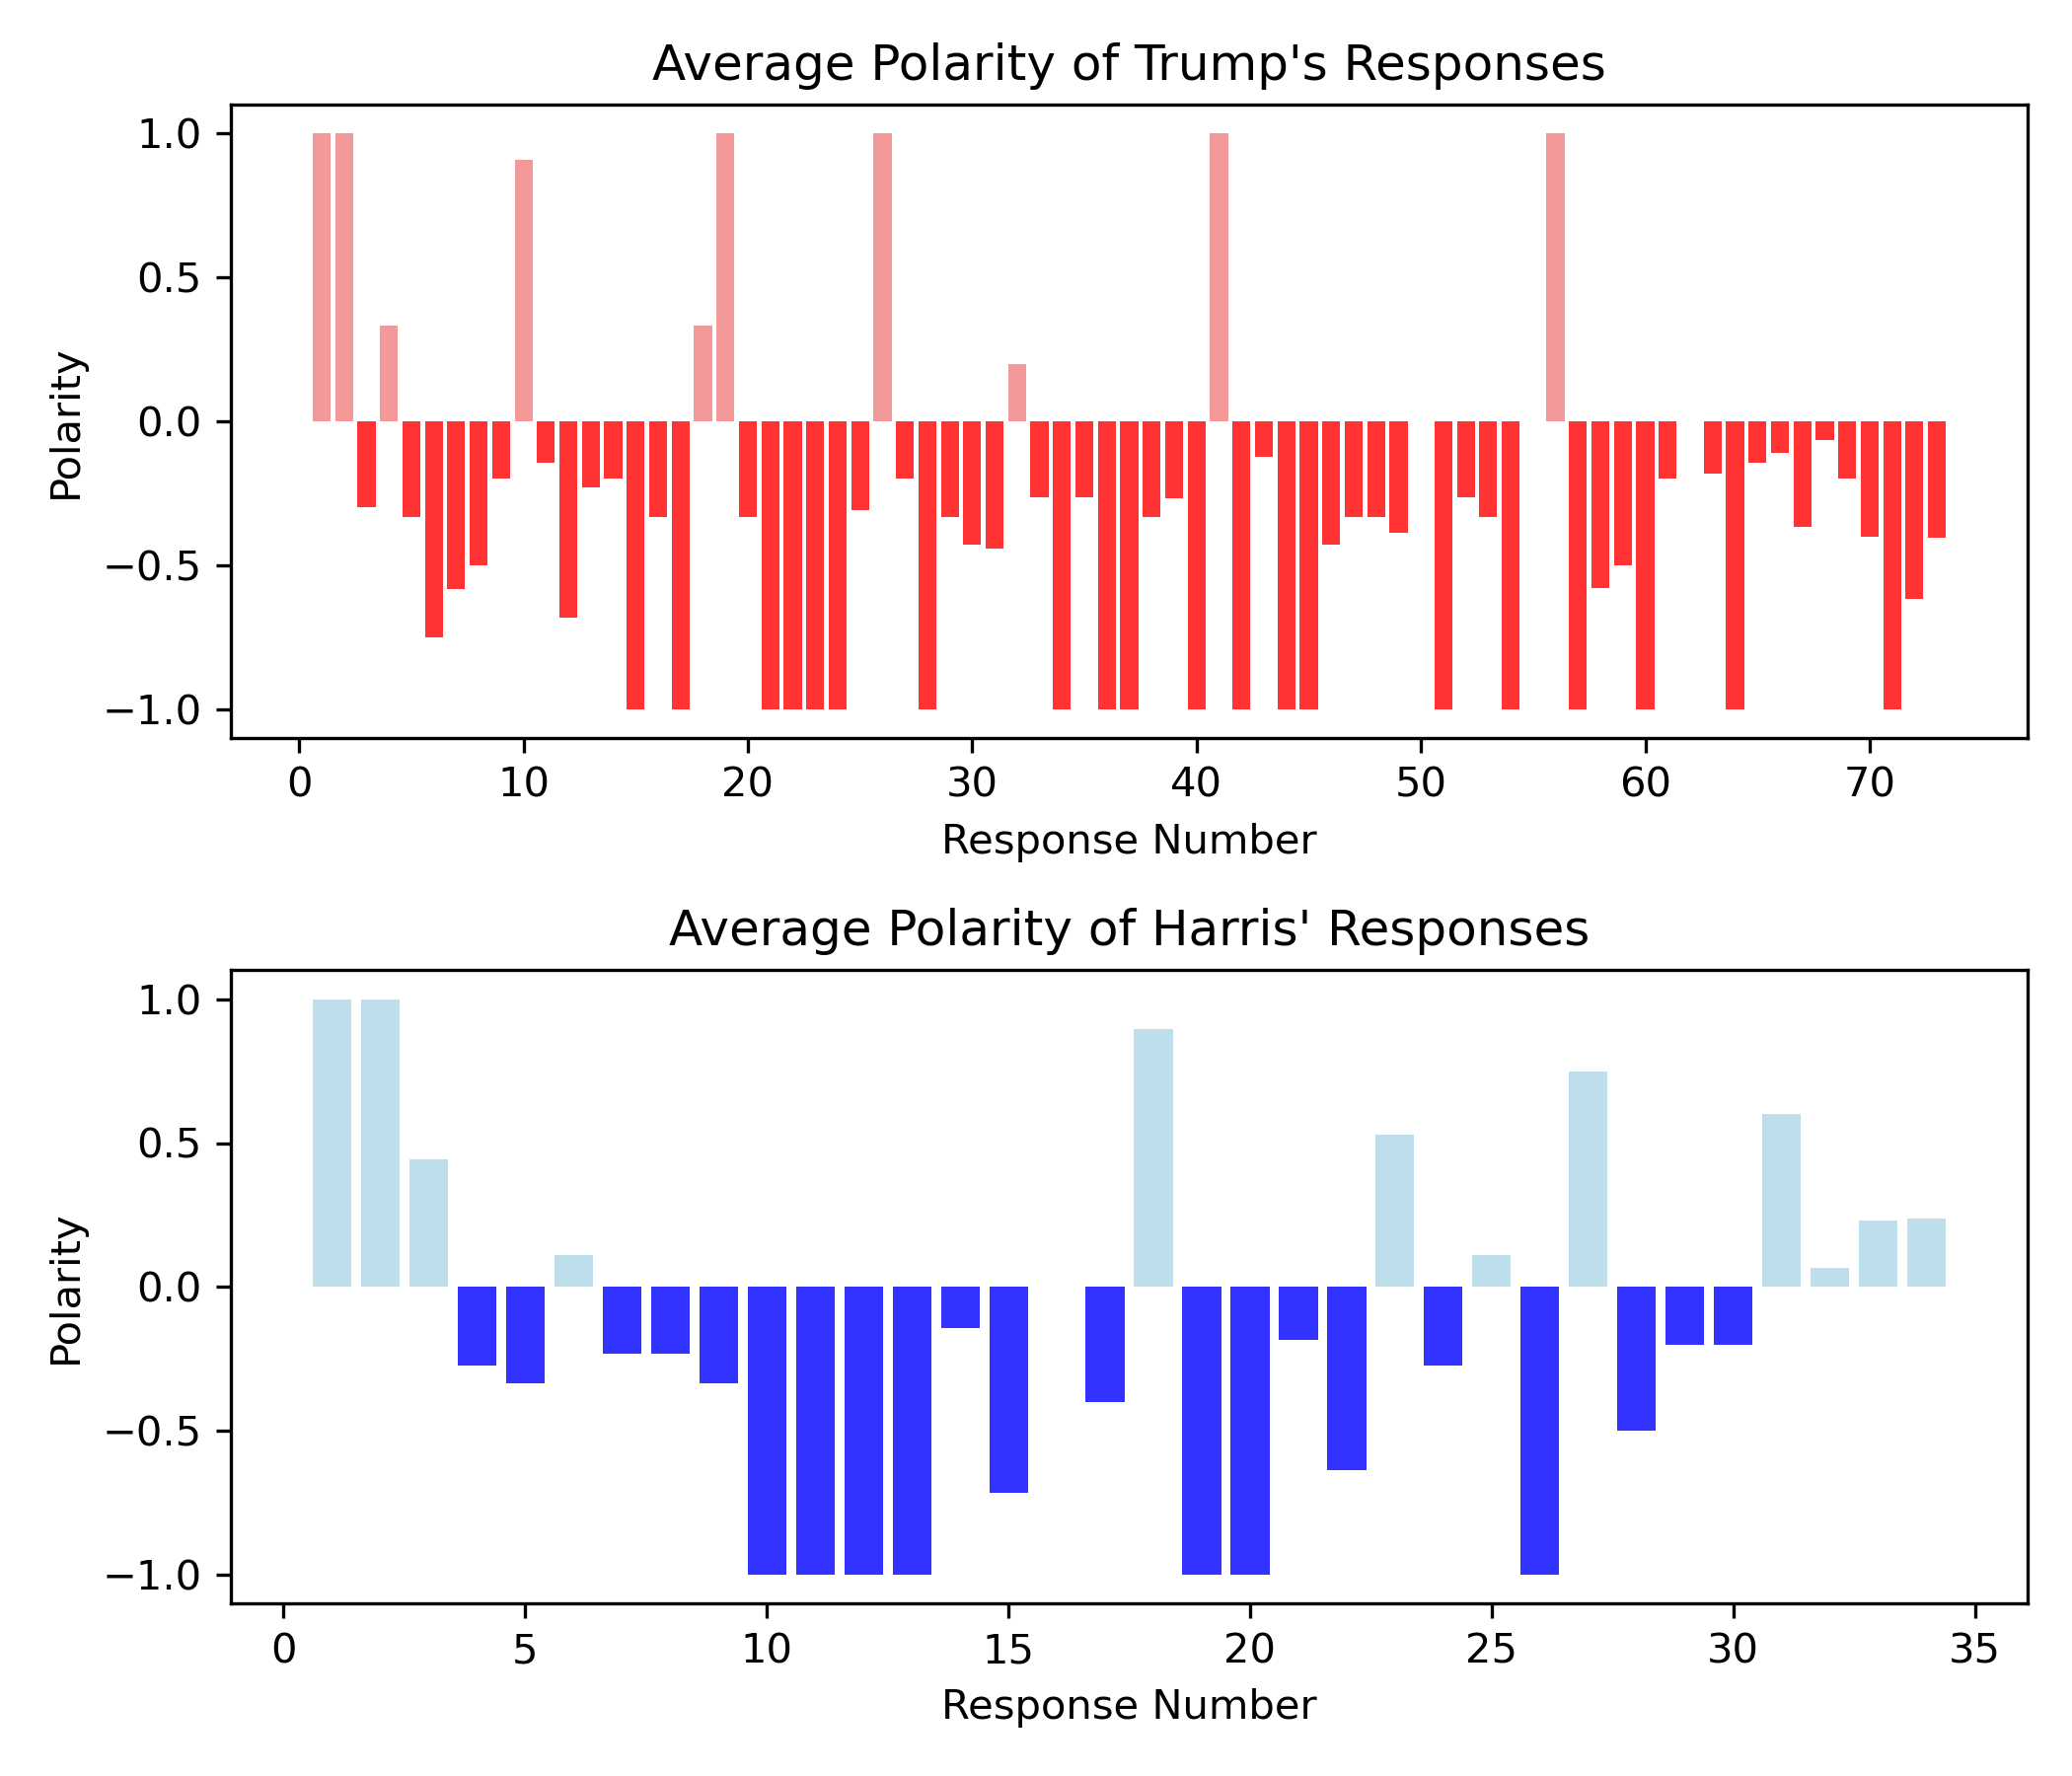 Average Polarity of Trump's Responses
1.0
0.5
0.0
−0.5
−1.0
Polarity
0 10 20 30 40 50 60 70
Response Number
Average Polarity of Harris' Responses
1.0
0.5
0.0
−0.5
−1.0
Polarity
0 5 10 15 20 25 30 35
Response Number